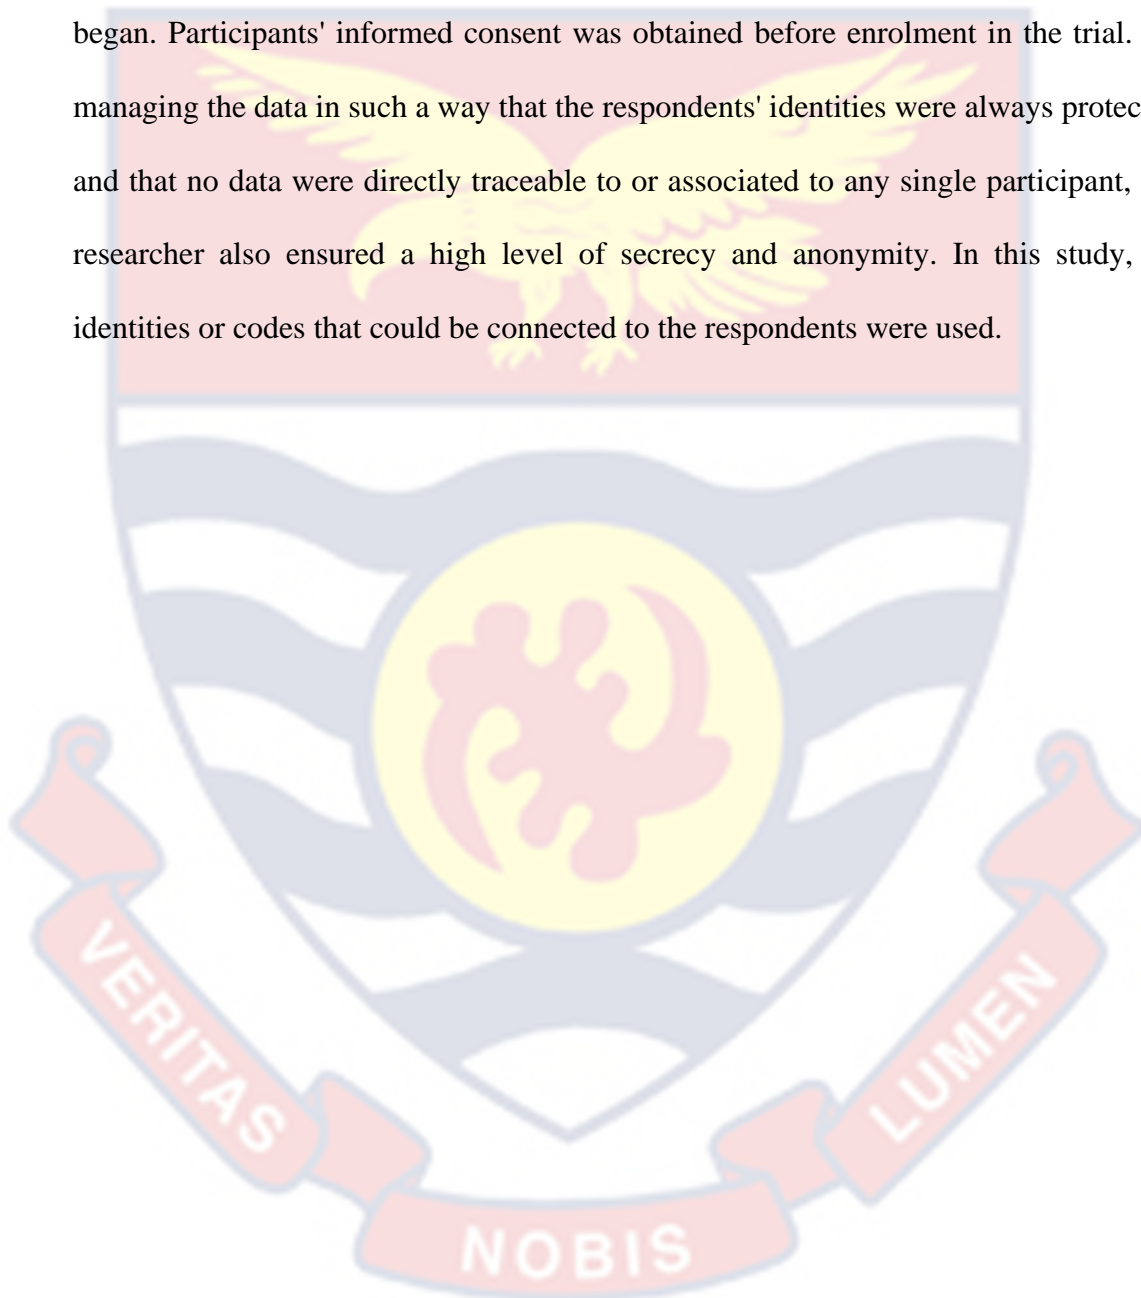 began. Participants' informed consent was obtained before enrolment in the trial.
managing the data in such a way that the respondents' identities were always protec
and that no data were directly traceable to or associated to any single participant,
researcher also ensured a high level of secrecy and anonymity. In this study,
identities or codes that could be connected to the respondents were used.
VERITAS
NOBIS
LUMEN